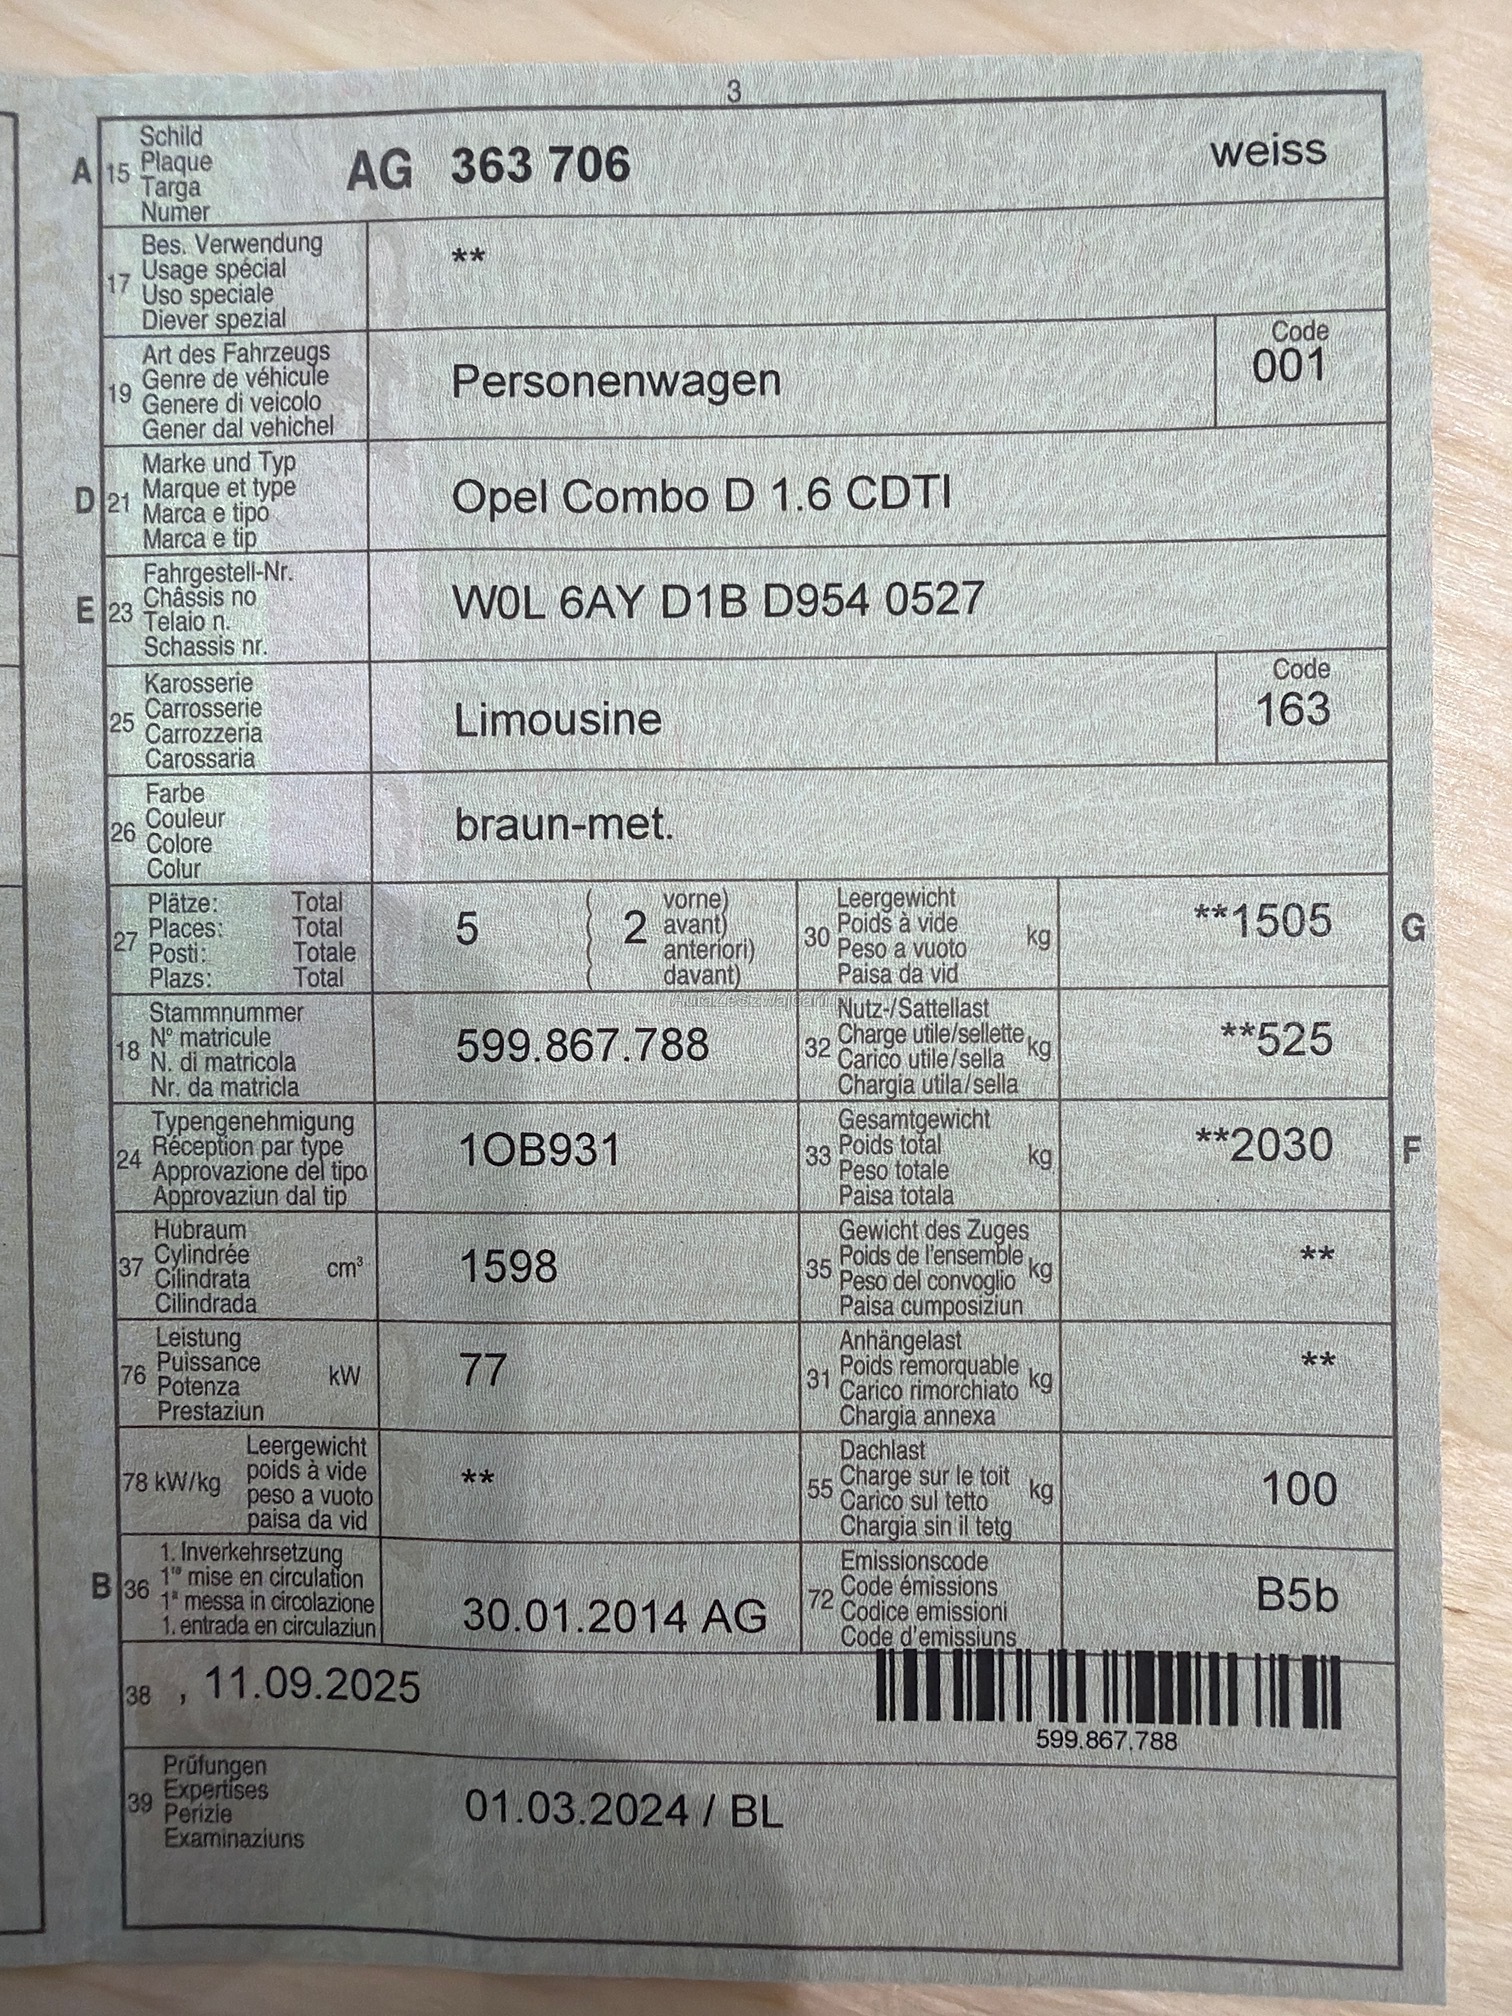 3
A 15 Schild
Plaque
Targa
Numer
AG 363 706 weiss
17 Bes. Verwendung
Usage spécial
Uso speciale
Diever spezial
**
19 Art des Fahrzeugs
Genre de véhicule
Genere di veicolo
Gener dal vehichel
Personenwagen
Code
001
D 21 Marke und Typ
Marque et type
Marca e tipo
Marca e tip
Opel Combo D 1.6 CDTI
E 23 Fahrgestell-Nr.
Châssis no
Telaio n.
Schassis nr.
W0L 6AY D1B D954 0527
25 Karosserie
Carrosserie
Carrozzeria
Carossaria
Limousine
Code
163
26 Farbe
Couleur
Colore
Colur
braun-met.
27 Plätze: Total
Places: Total
Posti: Totale
Plazs: Total
5 ( 2 vorne)
( avant)
( anteriori)
( davant)
30 Leergewicht
Poids à vide
Peso a vuoto
Paisa da vid
kg
**1505
G
18 Stammnummer
N° matricule
N. di matricola
Nr. da matricla
599.867.788
32 Nutz-/Sattellast
Charge utile/sellette
Carico utile/sella
Chargia utila/sella
kg
**525
24 Typengenehmigung
Réception par type
Approvazione del tipo
Approvaziun dal tip
1OB931
33 Gesamtgewicht
Poids total
Peso totale
Paisa totala
kg
**2030
F
37 Hubraum
Cylindrée
Cilindrata
Cilindrada
cm³
1598
35 Gewicht des Zuges
Poids de l'ensemble
Peso del convoglio
Paisa cumposiziun
kg
**
76 Leistung
Puissance
Potenza
Prestaziun
kW
77
31 Anhängelast
Poids remorquable
Carico rimorchiato
Chargia annexa
kg
**
78 kW/kg Leergewicht
poids à vide
peso a vuoto
paisa da vid
**
55 Dachlast
Charge sur le toit
Carico sul tetto
Chargia sin il tetg
kg
100
B 36 1. Inverkehrsetzung
1re mise en circulation
1a messa in circolazione
1. entrada en circulaziun
30.01.2014 AG
72 Emissionscode
Code émissions
Codice emissioni
Code d'emissiuns
B5b
38 , 11.09.2025
599.867.788
39 Prüfungen
Expertises
Perizie
Examinaziuns
01.03.2024 / BL